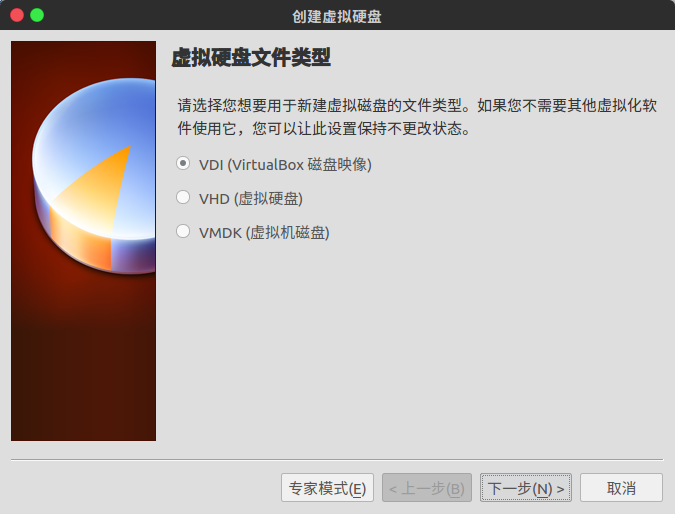 创建虚拟硬盘
虚拟硬盘文件类型
请选择您想要用于新建虚拟磁盘的文件类型。如果您不需要其他虚拟化软
件使用它，您可以让此设置保持不更改状态。
VDI (VirtualBox 磁盘映像)
VHD (虚拟硬盘)
VMDK (虚拟机磁盘)
专家模式(E) < 上一步(B) 下一步(N) > 取消